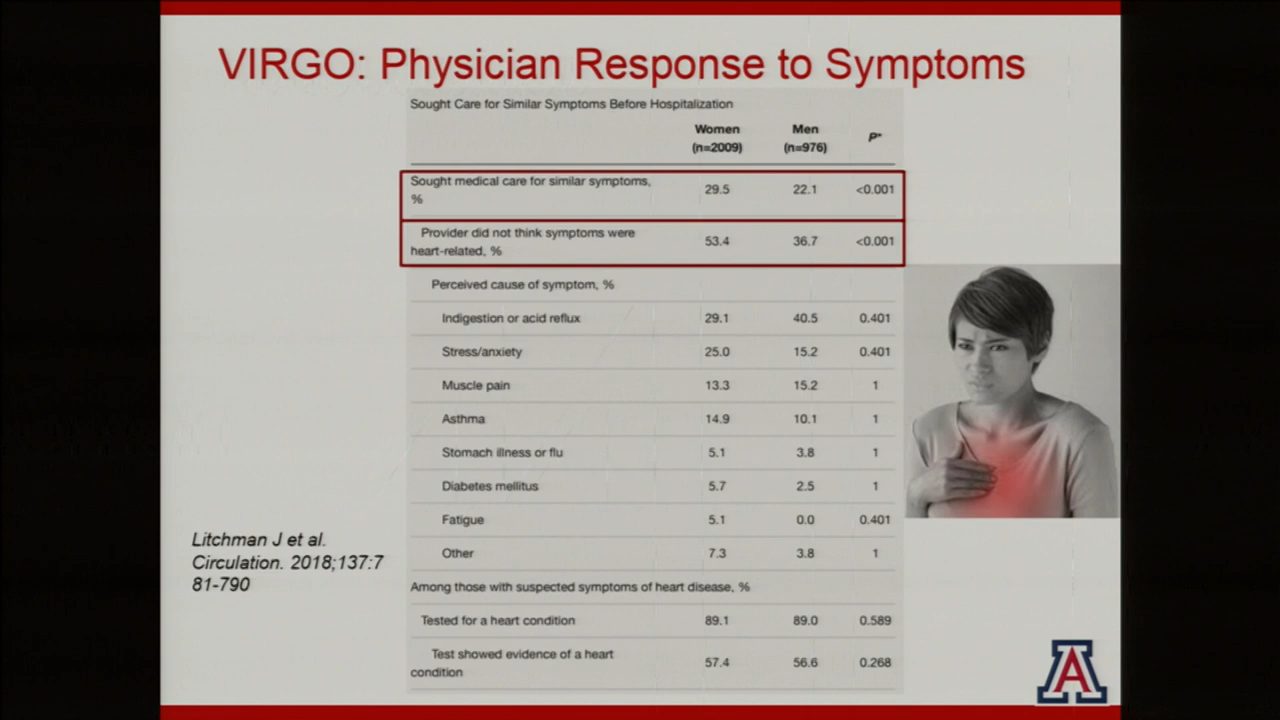 VIRGO: Physician Response to Symptoms
Sought Care for Similar Symptoms Before Hospitalization
Women Men P*
(n=2009) (n=976)
Sought medical care for similar symptoms, 29.5 22.1 <0.001
%
Provider did not think symptoms were 53.4 36.7 <0.001
heart-related, %
Perceived cause of symptom, %
Indigestion or acid reflux 29.1 40.5 0.401
Stress/anxiety 25.0 15.2 0.401
Muscle pain 13.3 15.2 1
Asthma 14.9 10.1 1
Stomach illness or flu 5.1 3.8 1
Diabetes mellitus 5.7 2.5 1
Fatigue 5.1 0.0 0.401
Other 7.3 3.8 1
Among those with suspected symptoms of heart disease, %
Tested for a heart condition 89.1 89.0 0.589
Test showed evidence of a heart 57.4 56.6 0.268
condition
Litchman J et al.
Circulation. 2018;137:7
81-790
A